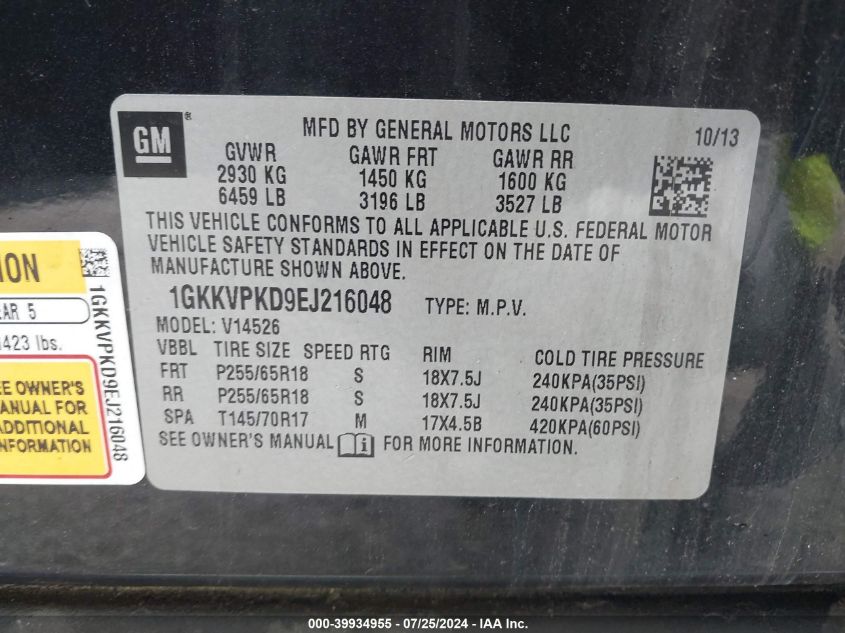 GM
®
MFD BY GENERAL MOTORS LLC
10/13
GVWR GAWR FRT GAWR RR
2930 KG 1450 KG 1600 KG
6459 LB 3196 LB 3527 LB
THIS VEHICLE CONFORMS TO ALL APPLICABLE U.S. FEDERAL MOTOR
VEHICLE SAFETY STANDARDS IN EFFECT ON THE DATE OF
MANUFACTURE SHOWN ABOVE.
1GKKVPKD9EJ216048 TYPE: M.P.V.
MODEL: V14526
VBBL TIRE SIZE SPEED RTG RIM COLD TIRE PRESSURE
FRT P255/65R18 S 18X7.5J 240KPA(35PSI)
RR P255/65R18 S 18X7.5J 240KPA(35PSI)
SPA T145/70R17 M 17X4.5B 420KPA(60PSI)
SEE OWNER'S MANUAL i FOR MORE INFORMATION.
ION
AR 5
423 lbs.
EE OWNER'S
ANUAL FOR
ADDITIONAL
NFORMATION
1GKKVPKD9EJ216048
000-39934955 - 07/25/2024 - IAA Inc.